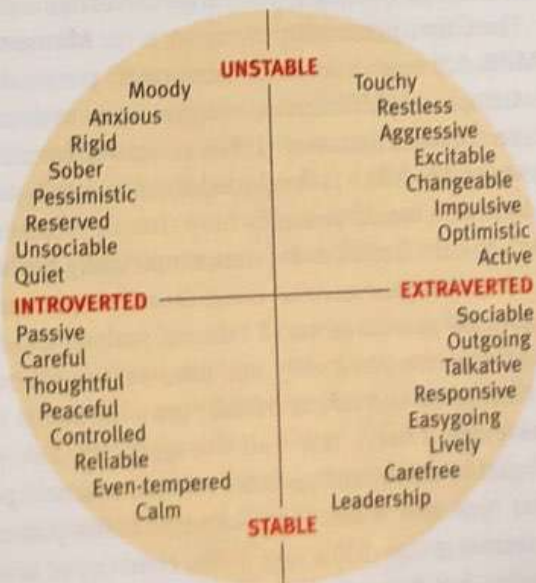 UNSTABLE
Moody
Anxious
Rigid
Sober
Pessimistic
Reserved
Unsociable
Quiet
Touchy
Restless
Aggressive
Excitable
Changeable
Impulsive
Optimistic
Active
INTROVERTED
EXTRAVERTED
Passive
Careful
Thoughtful
Peaceful
Controlled
Reliable
Even-tempered
Calm
Sociable
Outgoing
Talkative
Responsive
Easygoing
Lively
Carefree
Leadership
STABLE